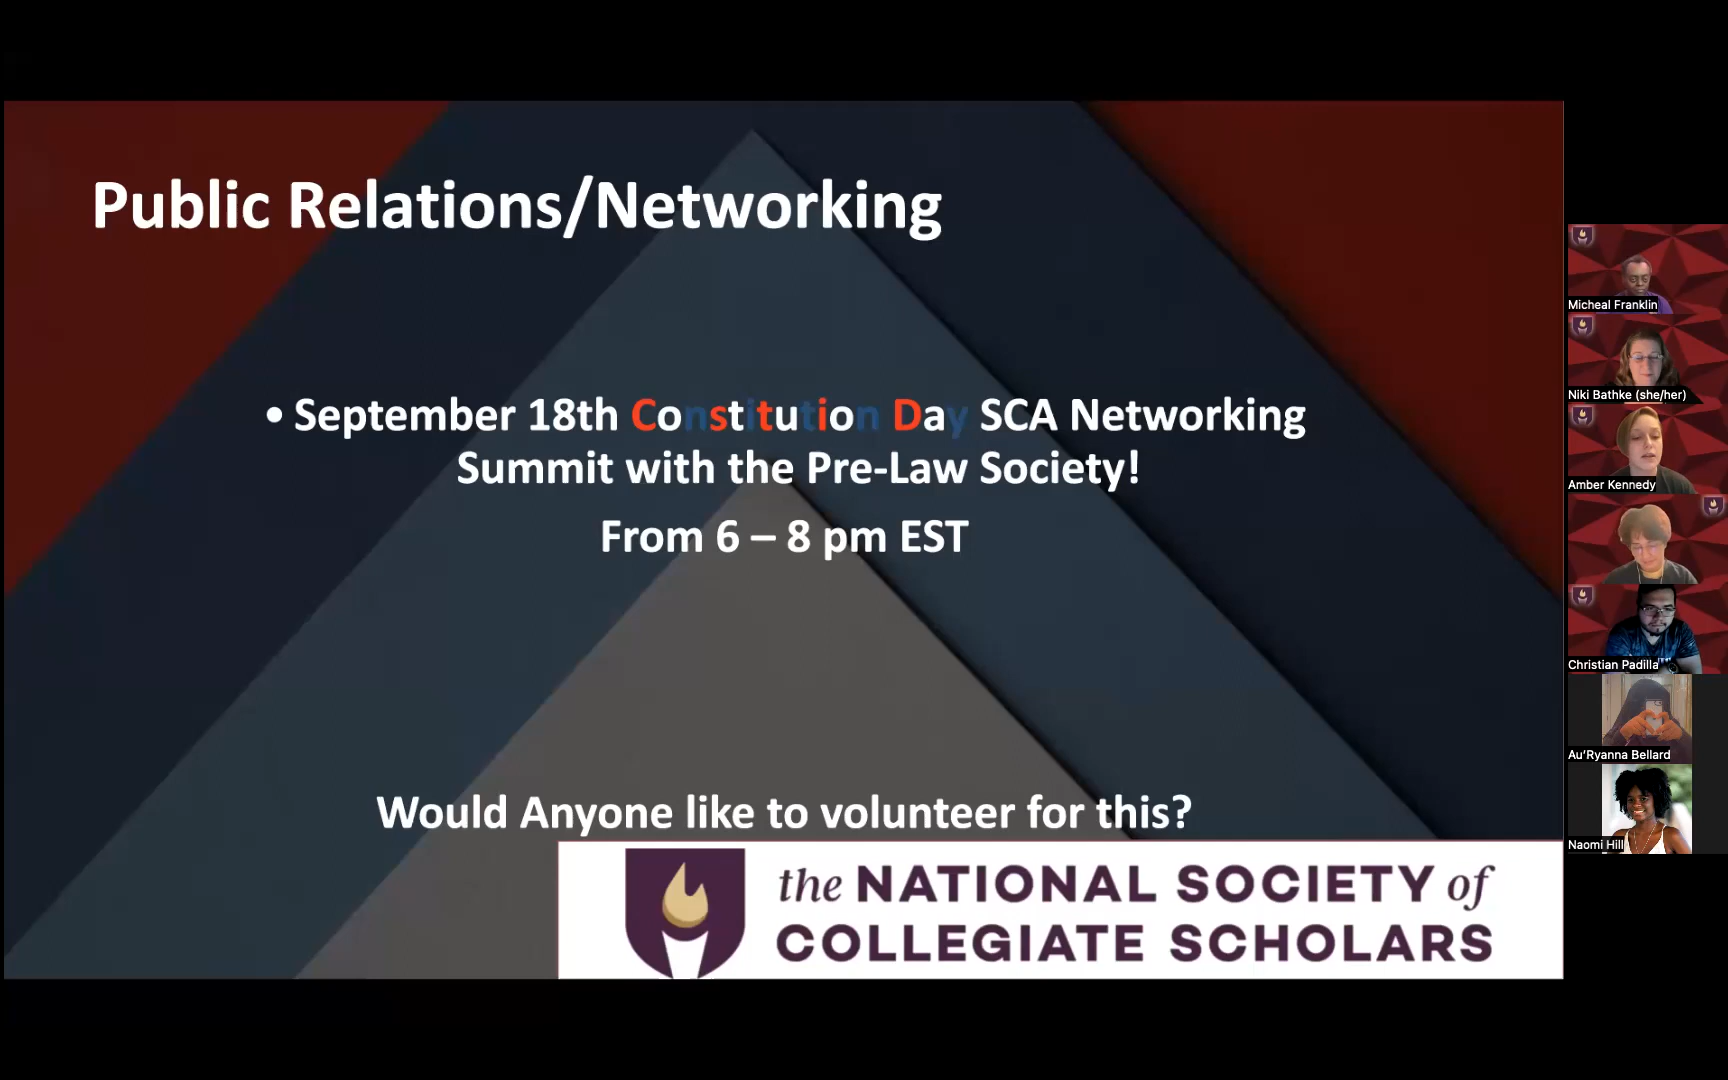 Public Relations/Networking
• September 18th Constitution Day SCA Networking
Summit with the Pre-Law Society!
From 6 – 8 pm EST
Would Anyone like to volunteer for this?
the NATIONAL SOCIETY of
COLLEGIATE SCHOLARS
Micheal Franklin
Niki Bathke (she/her)
Amber Kennedy
Christian Padilla
Au'Ryanna Bellard
Naomi Hill